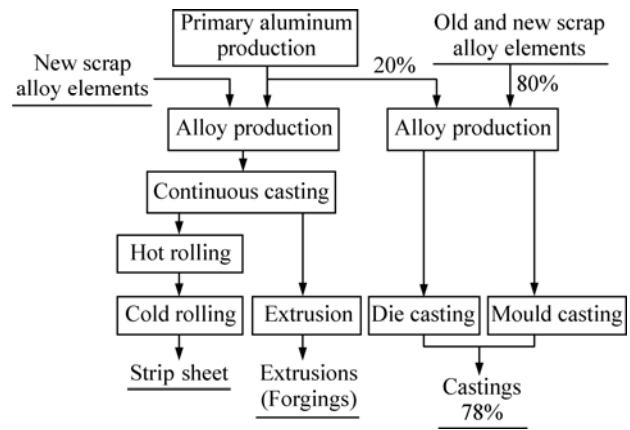 Primary aluminum
production
Old and new scrap
alloy elements
New scrap
alloy elements
20%
80%
Alloy production
Alloy production
Continuous casting
Hot rolling
Cold rolling
Extrusion
Die casting
Mould casting
Strip sheet
Extrusions
(Forgings)
Castings
78%